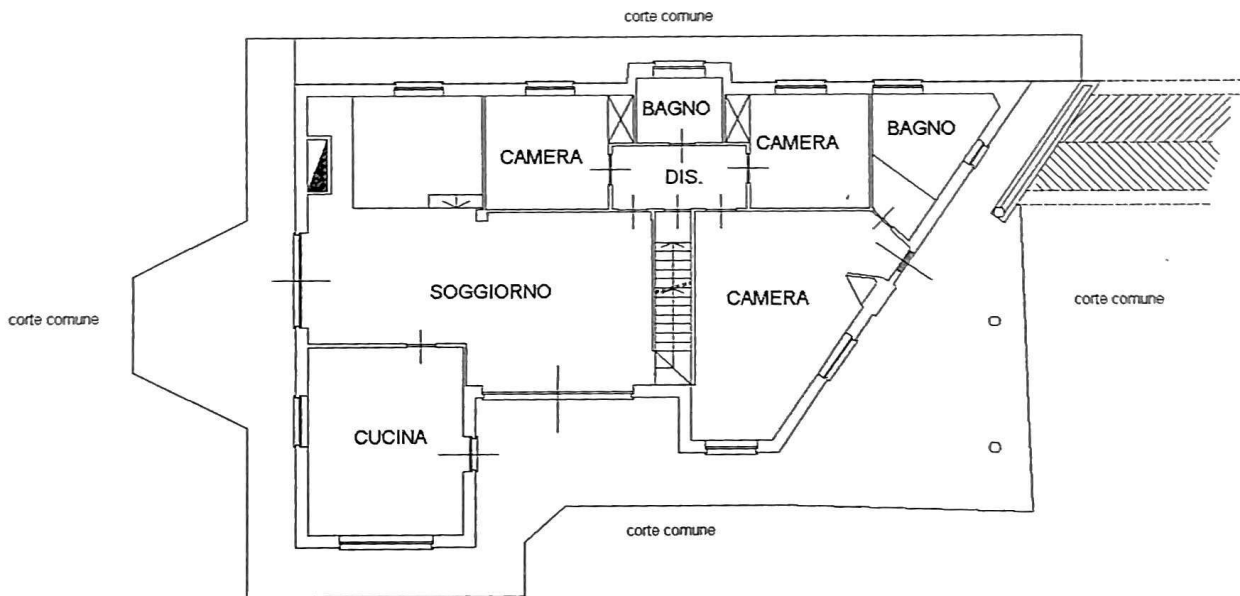 corte comune
BAGNO
BAGNO
CAMERA
CAMERA
DIS.
SOGGIORNO
CAMERA
corte comune
corte comune
CUCINA
corte comune